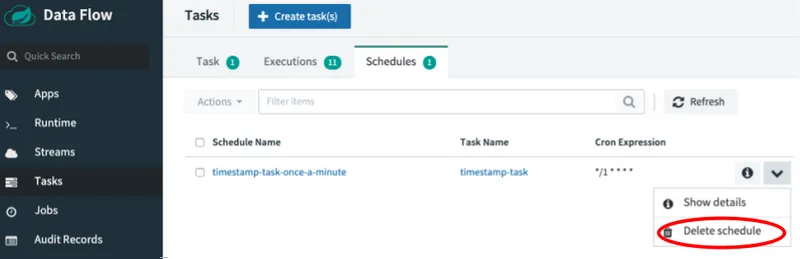 Data Flow
Quick Search
Apps
Runtime
Streams
Tasks
Jobs
Audit Records
Tasks
+ Create task(s)
Task 1 Executions 11 Schedules 1
Actions Filter items Refresh
Schedule Name Task Name Cron Expression
timestamp-task-once-a-minute timestamp-task */1 * * * *
Show details
Delete schedule